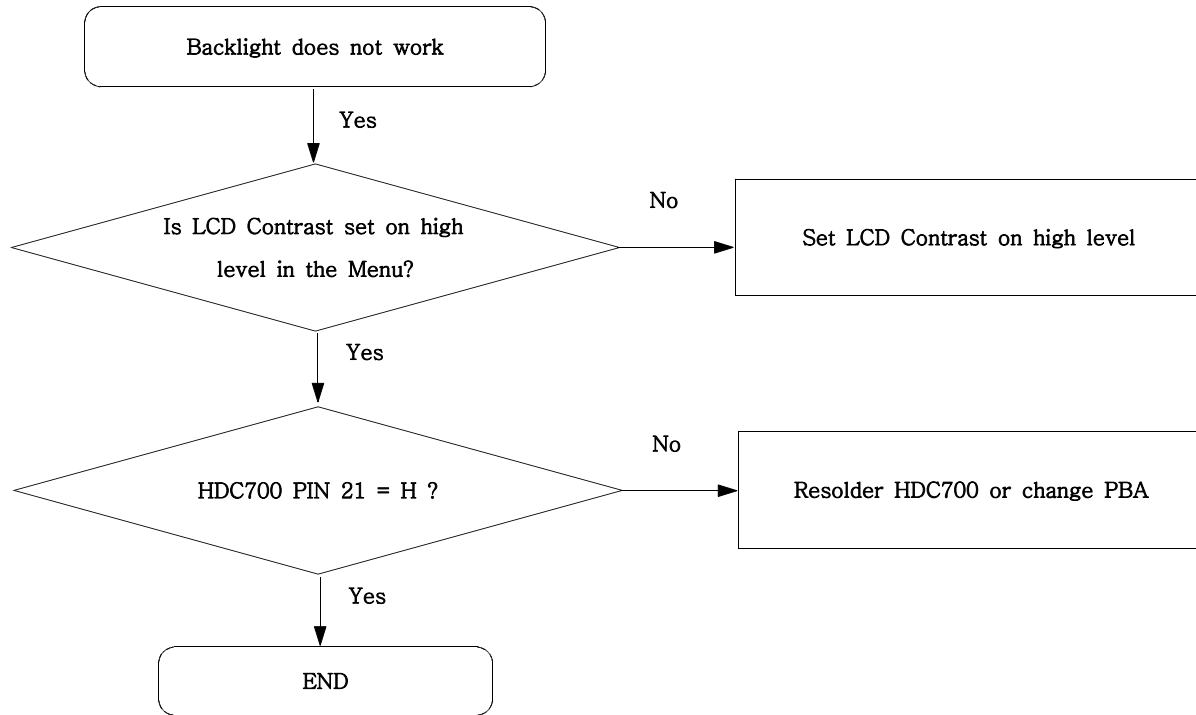 Backlight does not work
Yes
Is LCD Contrast set on high
level in the Menu?
No
Set LCD Contrast on high level
Yes
HDC700 PIN 21 = H ?
No
Resolder HDC700 or change PBA
Yes
END